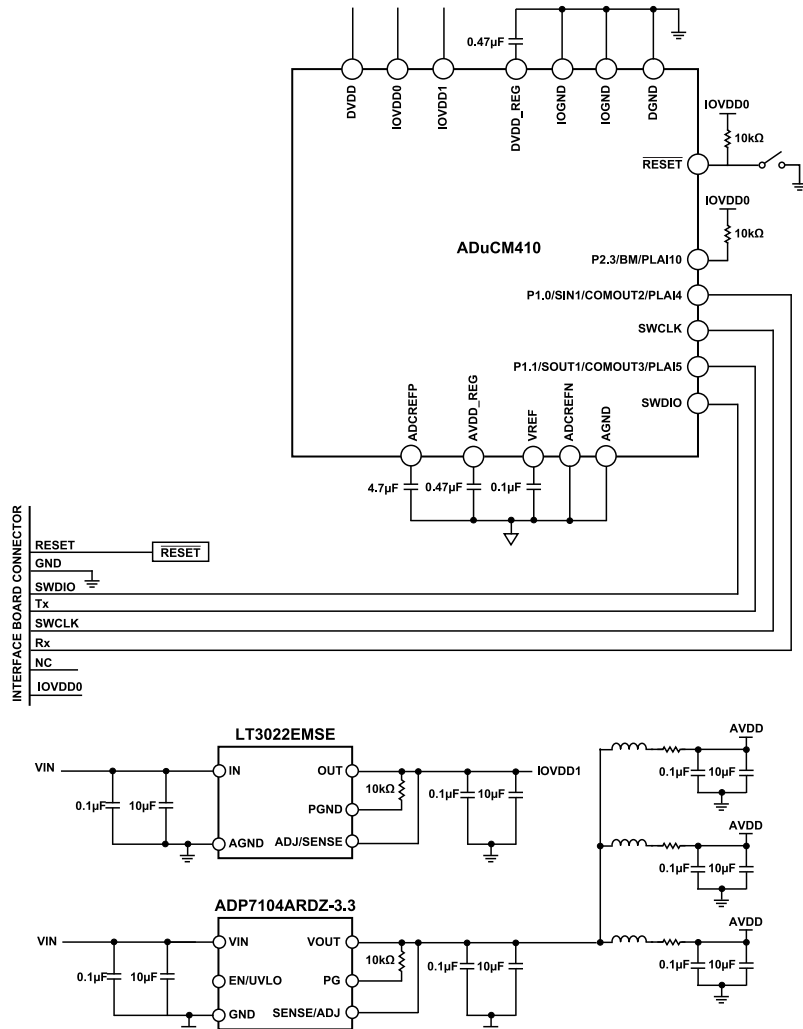 0.47µF
DVDD
IOVDD0
IOVDD1
DVDD_REG
IOGND
IOGND
DGND
IOVDD0
10kΩ
RESET
IOVDD0
10kΩ
ADuCM410
P2.3/BM/PLAI10
P1.0/SIN1/COMOUT2/PLAI4
SWCLK
P1.1/SOUT1/COMOUT3/PLAI5
SWDIO
ADCREFP
AVDD_REG
VREF
ADCREFN
AGND
4.7µF
0.47µF
0.1µF
INTERFACE BOARD CONNECTOR
RESET
RESET
GND
SWDIO
Tx
SWCLK
Rx
NC
IOVDD0
LT3022EMSE
VIN
IN
OUT
IOVDD1
0.1µF
10µF
10kΩ
PGND
0.1µF
10µF
AGND
ADJ/SENSE
AVDD
0.1µF
10µF
AVDD
0.1µF
10µF
ADP7104ARDZ-3.3
VIN
VIN
VOUT
AVDD
0.1µF
10µF
EN/UVLO
10kΩ
PG
0.1µF
10µF
0.1µF
10µF
GND
SENSE/ADJ